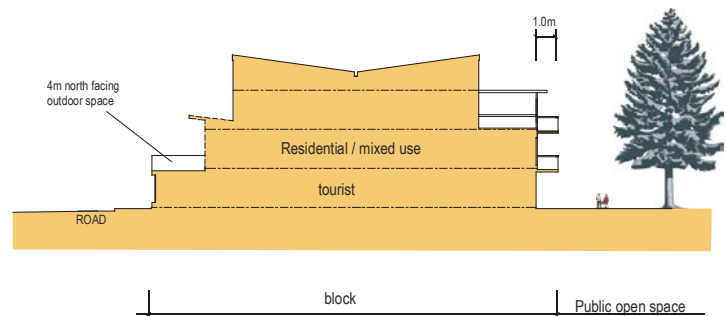 1.0m
4m north facing
outdoor space
Residential / mixed use
tourist
ROAD
block
Public open space